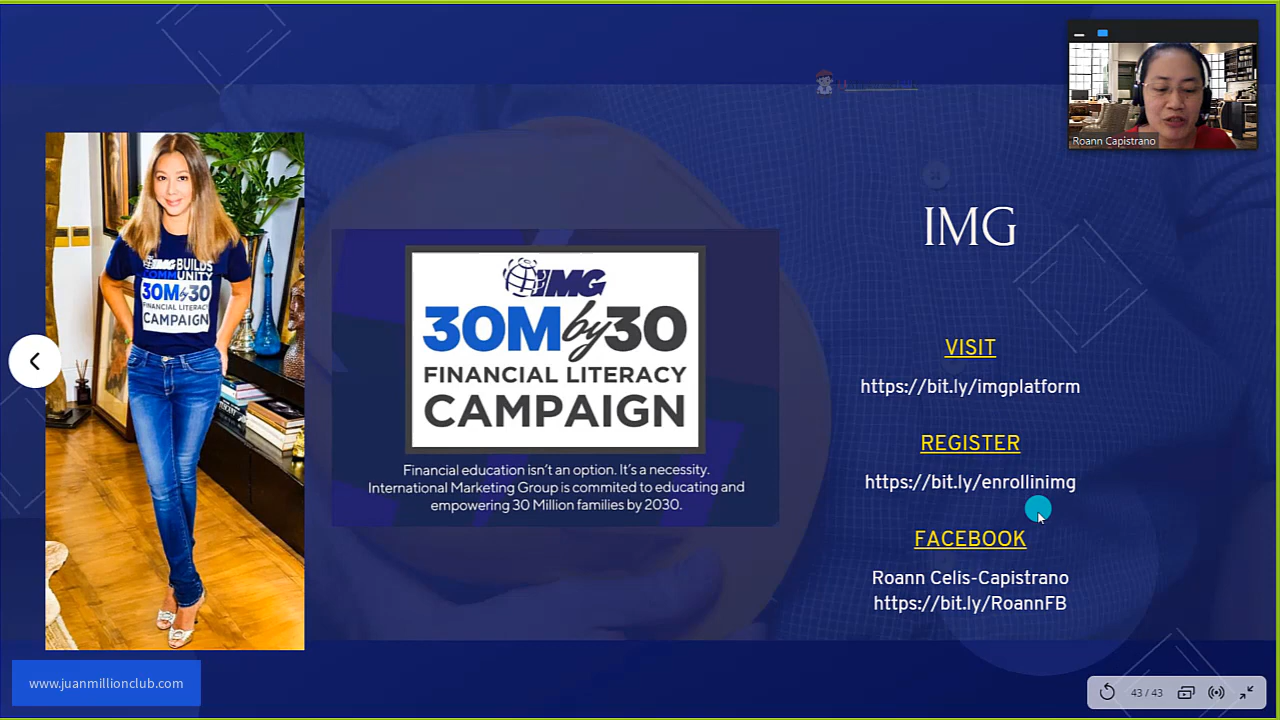 Roann Capistrano
IMG BUILDS
COMMUNITY
30M by 30
FINANCIAL LITERACY
CAMPAIGN
IMG
30M by 30
FINANCIAL LITERACY
CAMPAIGN
Financial education isn't an option. It's a necessity.
International Marketing Group is commited to educating and
empowering 30 Million families by 2030.
IMG
VISIT
https://bit.ly/imgplatform
REGISTER
https://bit.ly/enrollinimg
FACEBOOK
Roann Celis-Capistrano
https://bit.ly/RoannFB
www.juanmillionclub.com
43 / 43